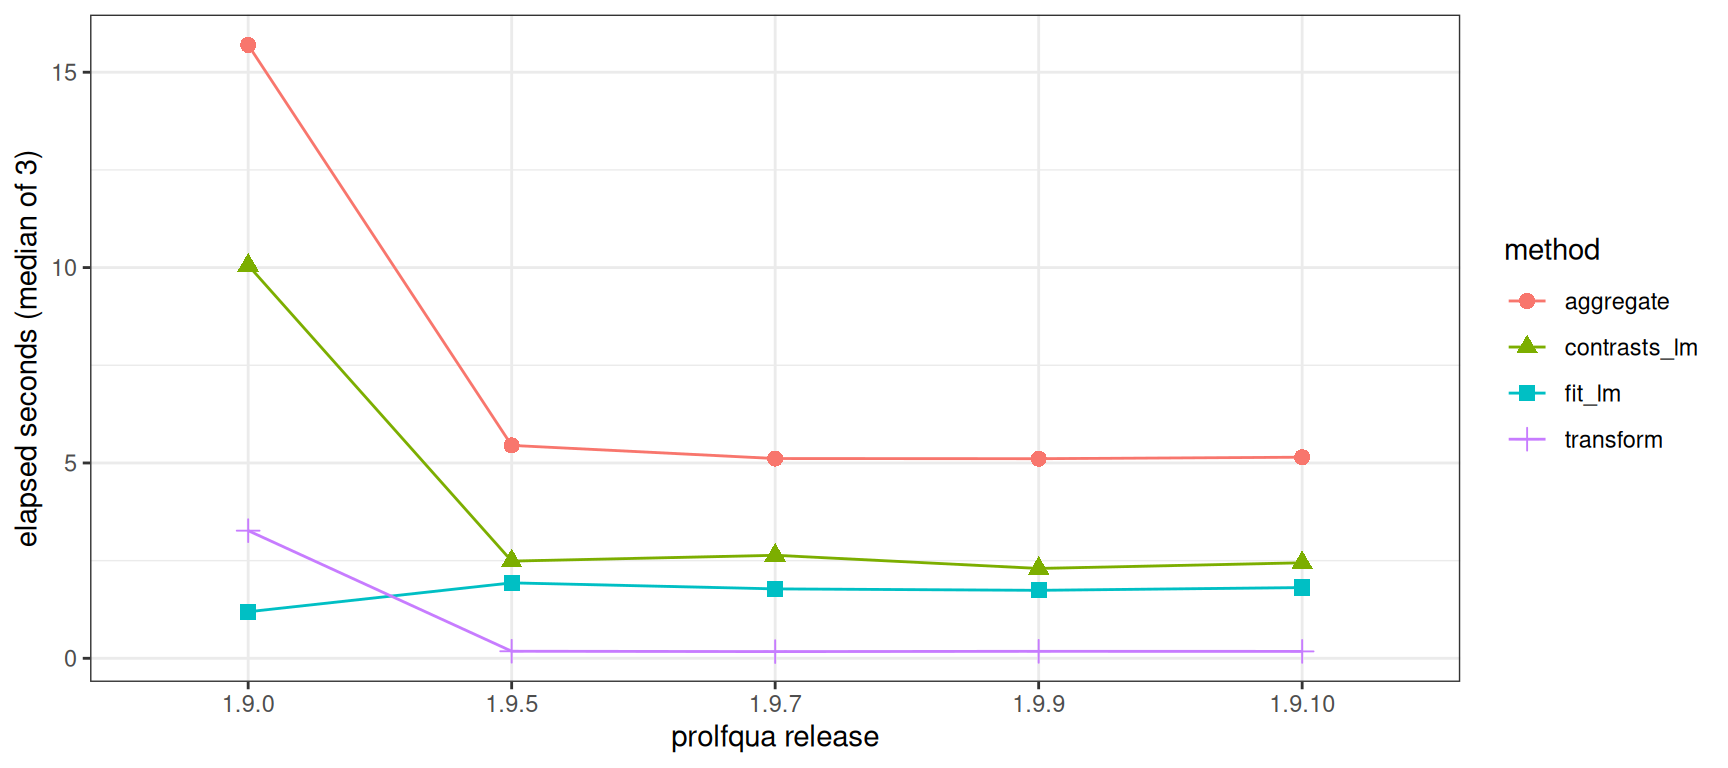 15
10
5
0
elapsed seconds (median of 3)
1.9.0 1.9.5 1.9.7 1.9.9 1.9.10
prolfqua release
method
aggregate
contrasts_lm
fit_lm
transform